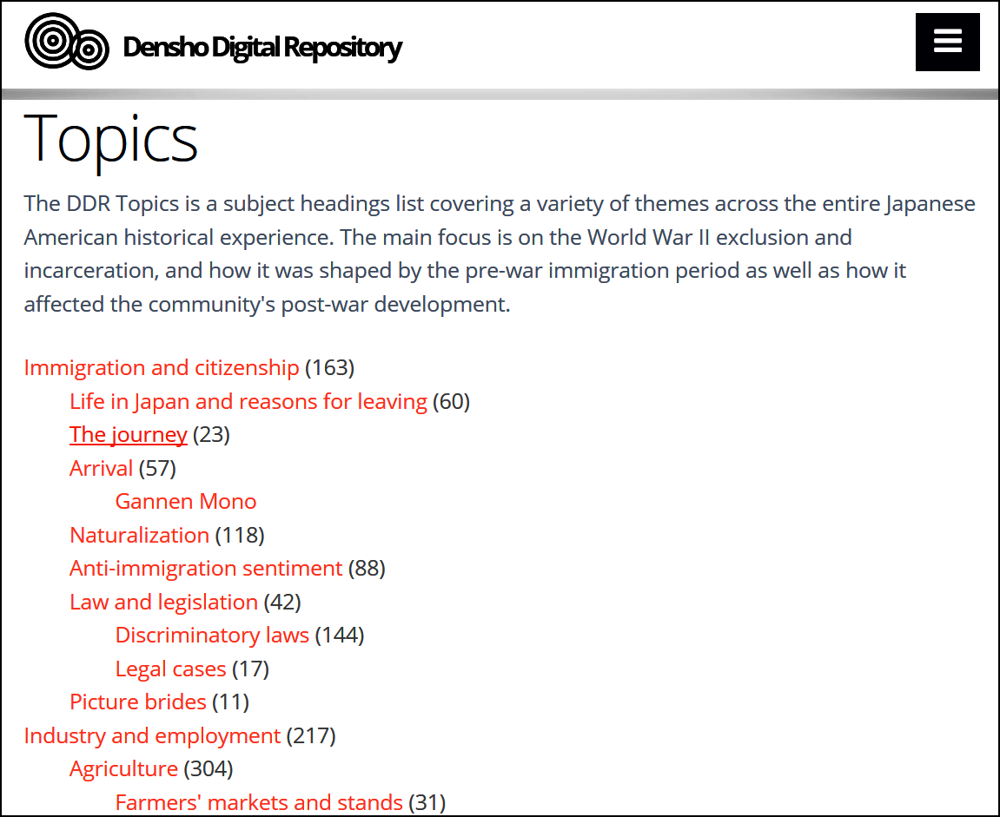 Densho Digital Repository
Topics
The DDR Topics is a subject headings list covering a variety of themes across the entire Japanese
American historical experience. The main focus is on the World War II exclusion and
incarceration, and how it was shaped by the pre-war immigration period as well as how it
affected the community's post-war development.
Immigration and citizenship (163)
Life in Japan and reasons for leaving (60)
The journey (23)
Arrival (57)
Gannen Mono
Naturalization (118)
Anti-immigration sentiment (88)
Law and legislation (42)
Discriminatory laws (144)
Legal cases (17)
Picture brides (11)
Industry and employment (217)
Agriculture (304)
Farmers' markets and stands (31)